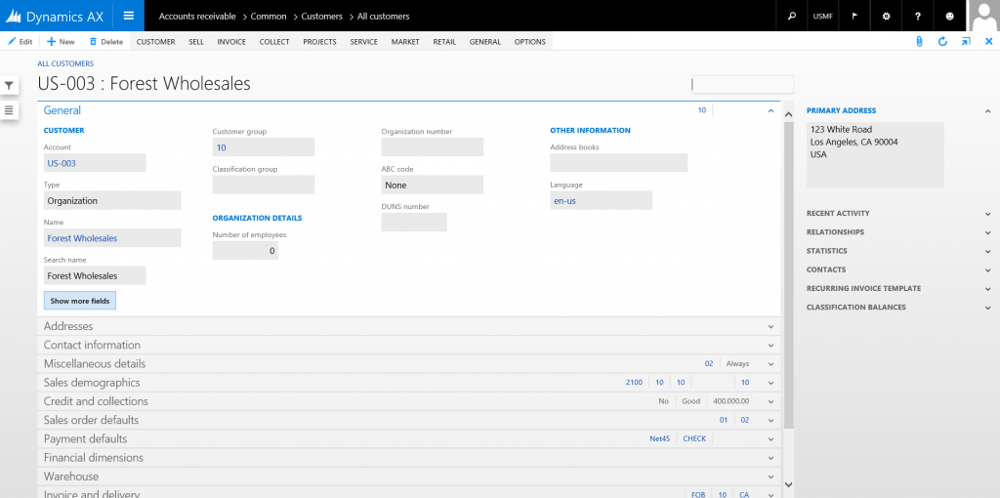 Dynamics AX
Accounts receivable > Common > Customers > All customers
USMF
?
Edit + New Delete CUSTOMER SELL INVOICE COLLECT PROJECTS SERVICE MARKET RETAIL GENERAL OPTIONS
ALL CUSTOMERS
US-003 : Forest Wholesales
General 10
CUSTOMER
Account
US-003
Type
Organization
Name
Forest Wholesales
Search name
Forest Wholesales
Show more fields
Customer group
10
Classification group
ORGANIZATION DETAILS
Number of employees
0
Organization number
ABC code
None
DUNS number
OTHER INFORMATION
Address books
Language
en-us
Addresses
Contact information
Miscellaneous details 02 Always
Sales demographics 2100 10 10 10
Credit and collections No Good 400,000.00
Sales order defaults 01 02
Payment defaults Net45 CHECK
Financial dimensions
Warehouse
Invoice and delivery FOB 10 CA
PRIMARY ADDRESS
123 White Road
Los Angeles, CA 90004
USA
RECENT ACTIVITY
RELATIONSHIPS
STATISTICS
CONTACTS
RECURRING INVOICE TEMPLATE
CLASSIFICATION BALANCES